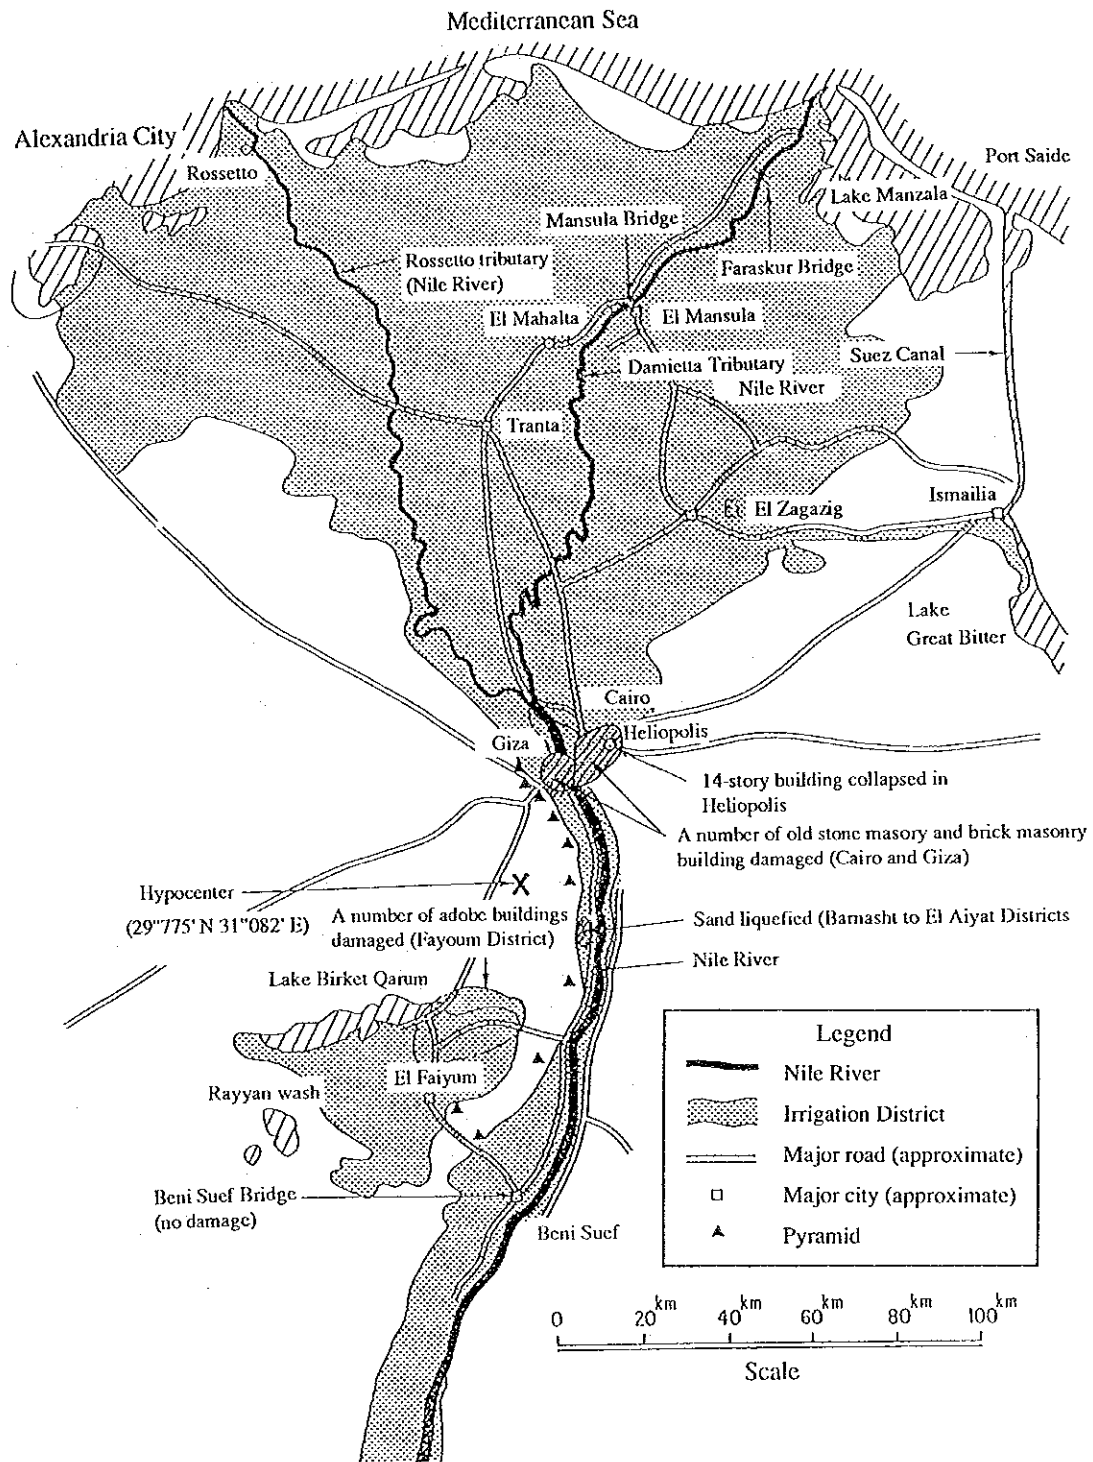 Mediterranean Sea
Alexandria City
Rossetto
Port Saide
Lake Manzala
Mansula Bridge
Rossetto tributary
(Nile River)
Faraskur Bridge
El Mahalta
El Mansula
Suez Canal
Damietta Tributary
Nile River
Tranta
El Zagazig
Ismailia
Lake
Great Bitter
Cairo
Heliopolis
Giza
14-story building collapsed in
Heliopolis
A number of old stone masory and brick masonry
building damaged (Cairo and Giza)
Hypocenter
(29"775' N 31"082' E)
A number of adobe buildings
damaged (Fayoum District)
Sand liquefied (Barnasht to El Aiyat Districts
Nile River
Lake Birket Qarum
El Faiyum
Rayyan wash
Beni Suef Bridge
(no damage)
Beni Suef
Legend
Nile River
Irrigation District
Major road (approximate)
Major city (approximate)
Pyramid
0 20km 40km 60km 80km 100km
Scale